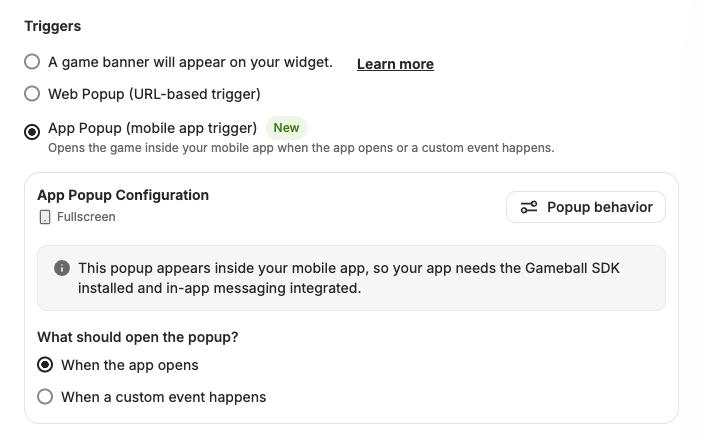 Triggers
A game banner will appear on your widget. Learn more
Web Popup (URL-based trigger)
App Popup (mobile app trigger) New
Opens the game inside your mobile app when the app opens or a custom event happens.
App Popup Configuration
Fullscreen
Popup behavior
This popup appears inside your mobile app, so your app needs the Gameball SDK
installed and in-app messaging integrated.
What should open the popup?
When the app opens
When a custom event happens